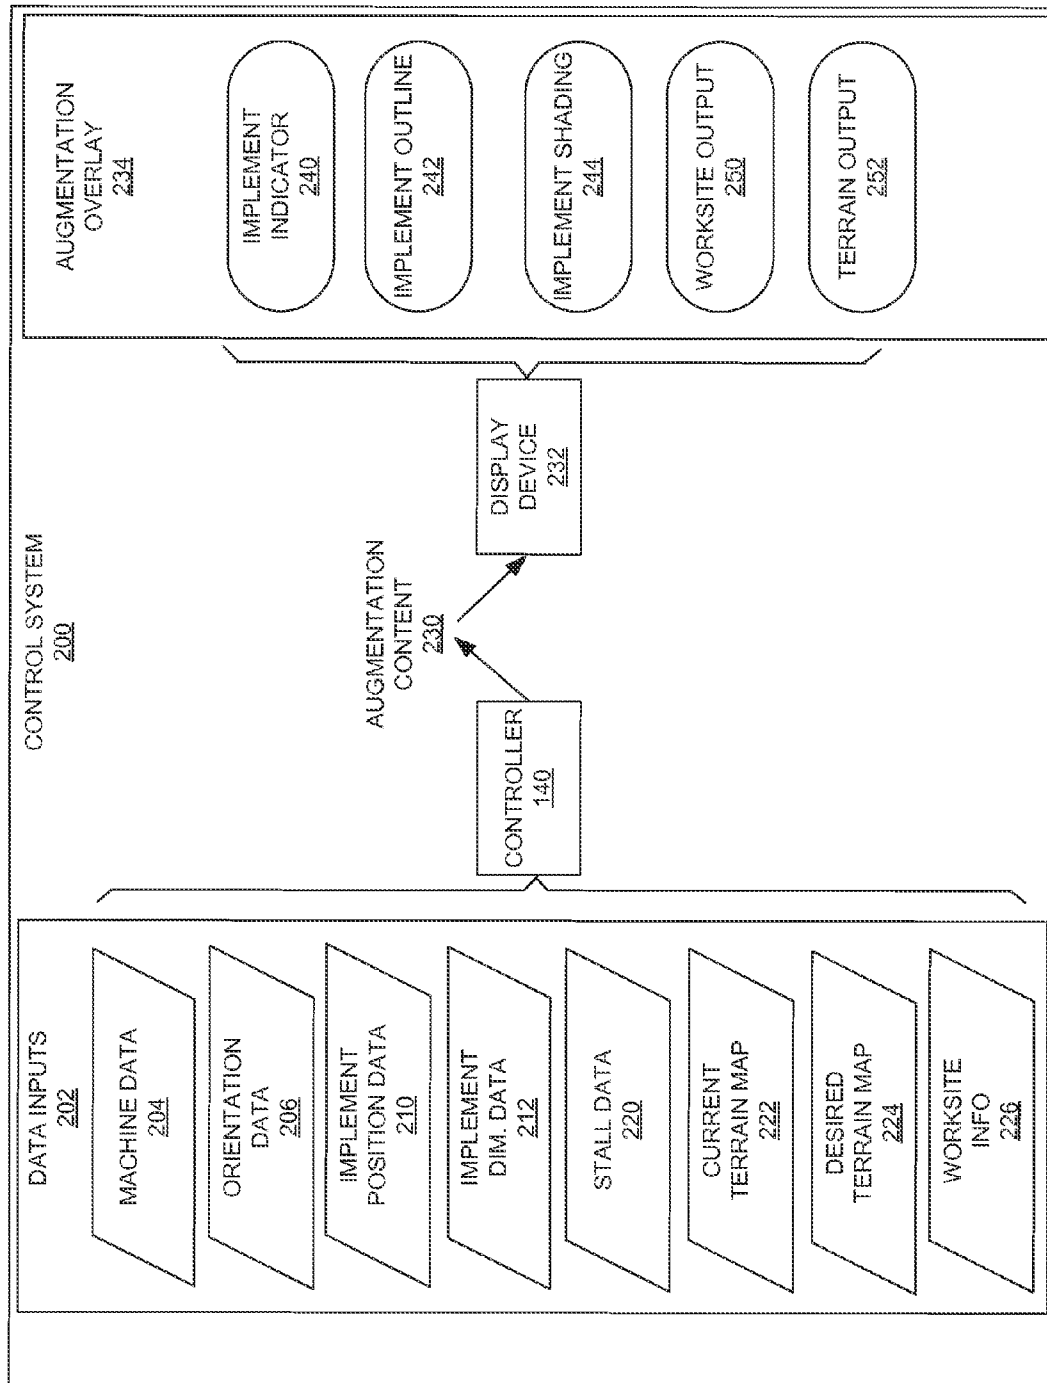 CONTROL SYSTEM
200
DATA INPUTS
202
MACHINE DATA
204
ORIENTATION
DATA
206
IMPLEMENT
POSITION DATA
210
IMPLEMENT
DIM. DATA
212
STALL DATA
220
CURRENT
TERRAIN MAP
222
DESIRED
TERRAIN MAP
224
WORKSITE
INFO
226
CONTROLLER
140
AUGMENTATION
CONTENT
230
DISPLAY
DEVICE
232
AUGMENTATION
OVERLAY
234
IMPLEMENT
INDICATOR
240
IMPLEMENT OUTLINE
242
IMPLEMENT SHADING
244
WORKSITE OUTPUT
250
TERRAIN OUTPUT
252